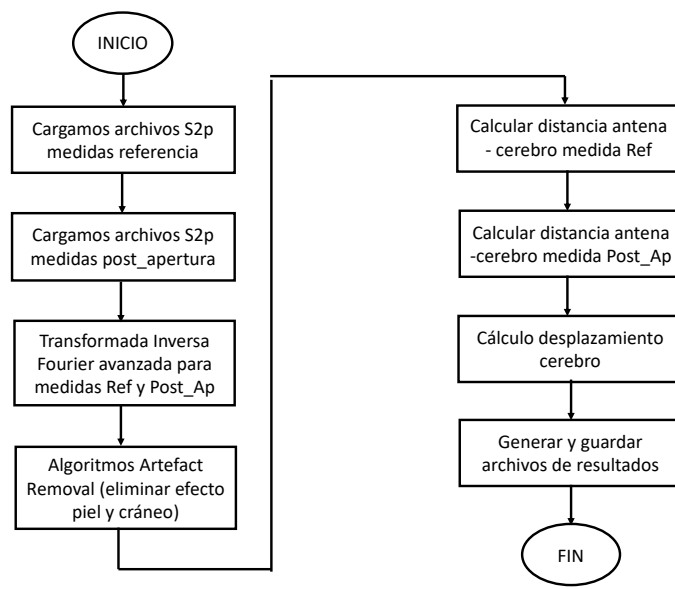 INICIO
Cargamos archivos S2p
medidas referencia
Cargamos archivos S2p
medidas post_apertura
Transformada Inversa
Fourier avanzada para
medidas Ref y Post_Ap
Algoritmos Artefact
Removal (eliminar efecto
piel y cráneo)
Calcular distancia antena
- cerebro medida Ref
Calcular distancia antena
-cerebro medida Post_Ap
Cálculo desplazamiento
cerebro
Generar y guardar
archivos de resultados
FIN